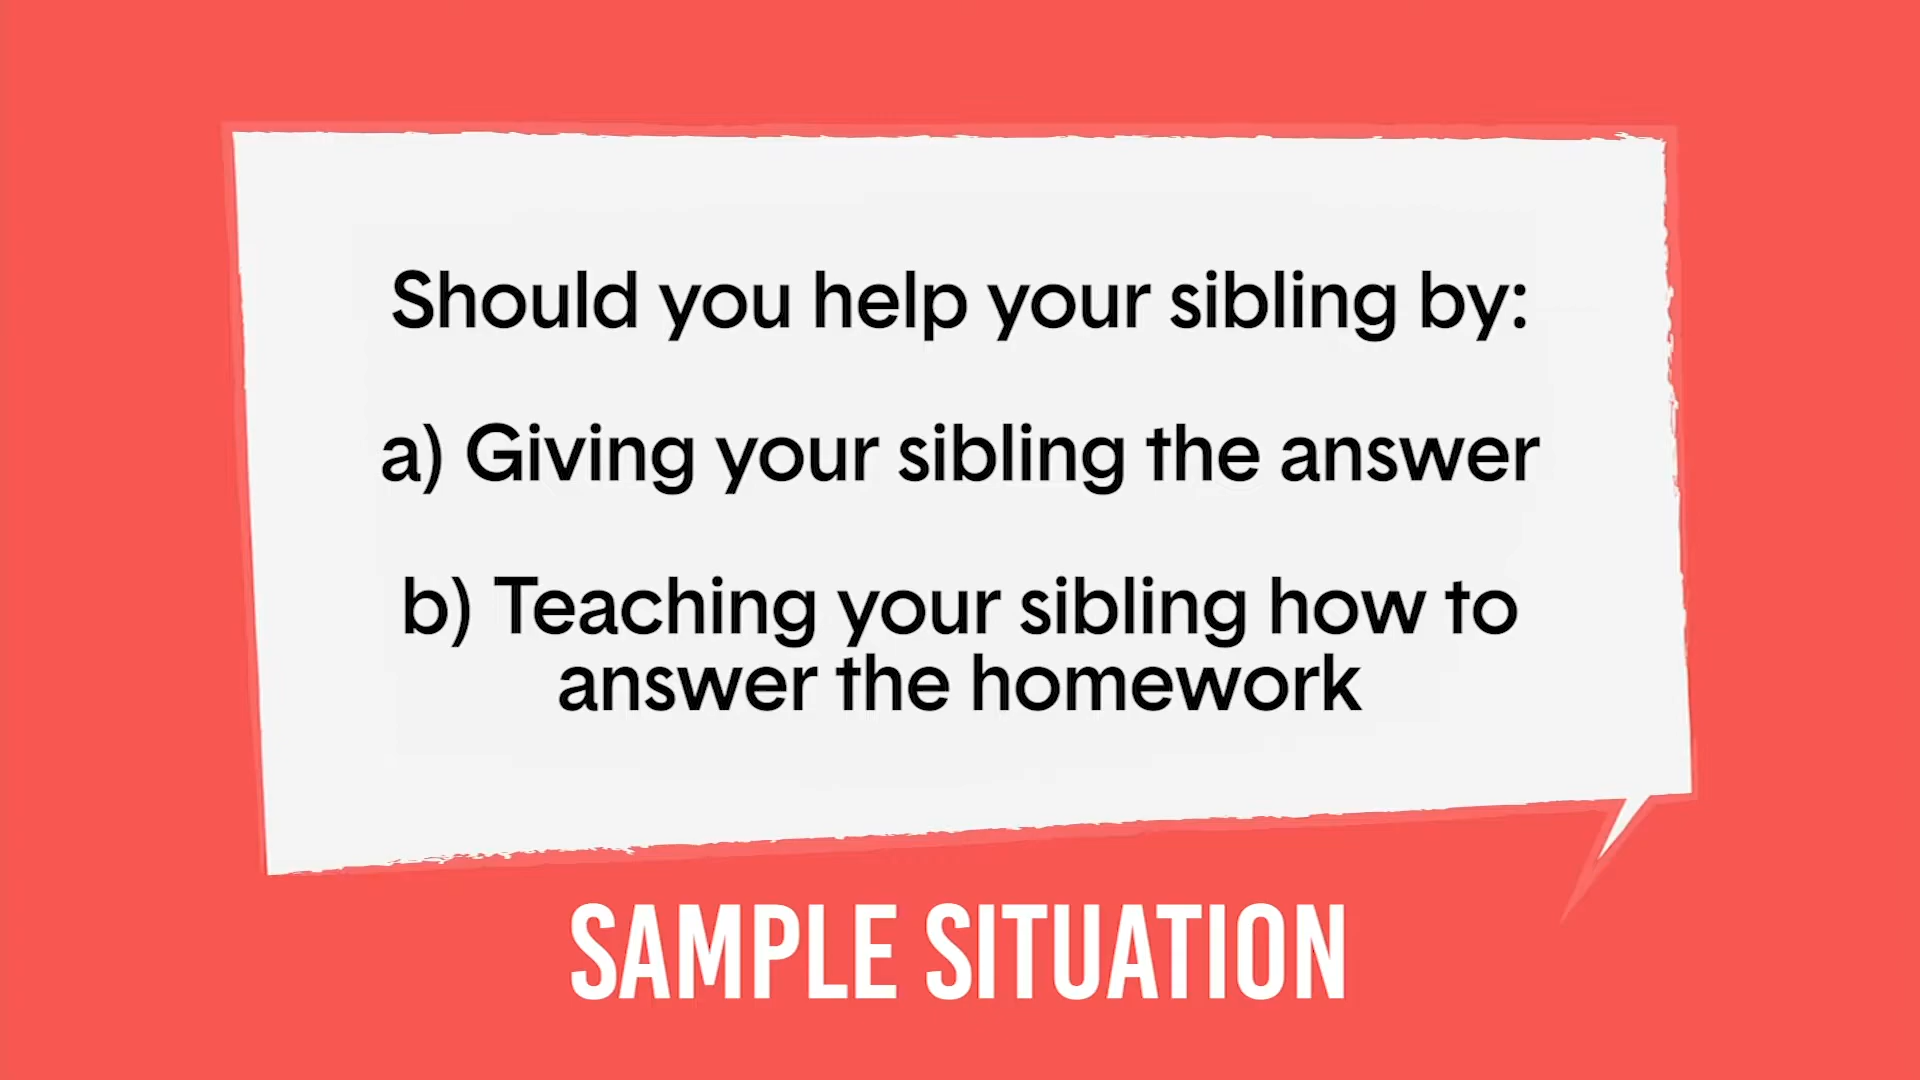 Should you help your sibling by:
a) Giving your sibling the answer
b) Teaching your sibling how to
answer the homework
SAMPLE SITUATION